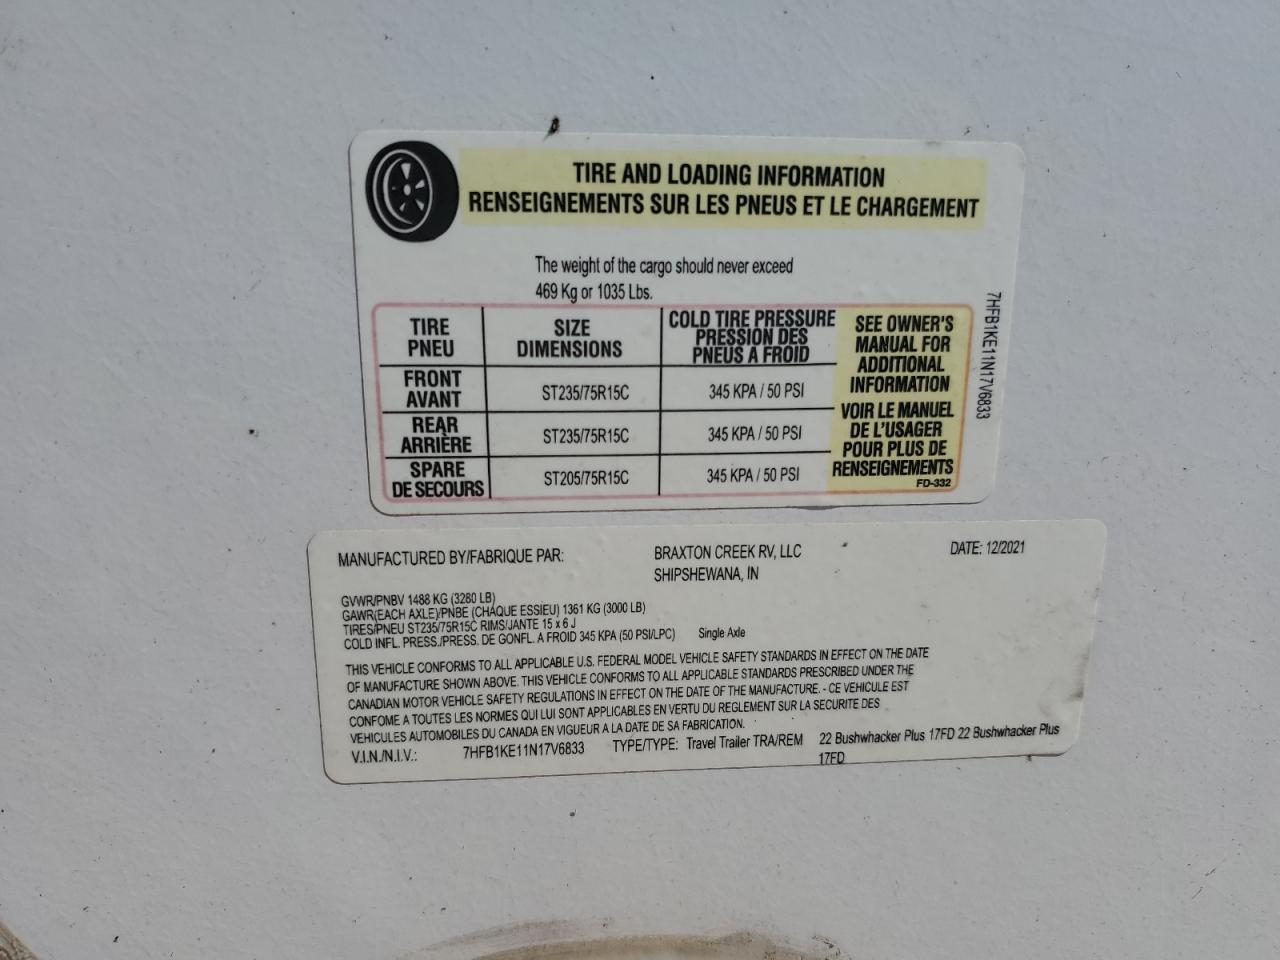 TIRE AND LOADING INFORMATION
RENSEIGNEMENTS SUR LES PNEUS ET LE CHARGEMENT
The weight of the cargo should never exceed
469 Kg or 1035 Lbs.
TIRE
PNEU
SIZE
DIMENSIONS
COLD TIRE PRESSURE
PRESSION DES
PNEUS A FROID
FRONT
AVANT
ST235/75R15C
345 KPA / 50 PSI
REAR
ARRIÈRE
ST235/75R15C
345 KPA / 50 PSI
SPARE
DE SECOURS
ST205/75R15C
345 KPA / 50 PSI
SEE OWNER'S
MANUAL FOR
ADDITIONAL
INFORMATION
VOIR LE MANUEL
DE L'USAGER
POUR PLUS DE
RENSEIGNEMENTS
FD-332
7HFB1KE11N17V6833
MANUFACTURED BY/FABRIQUE PAR: BRAXTON CREEK RV, LLC DATE: 12/2021
SHIPSHEWANA, IN
GVWR/PNBV 1488 KG (3280 LB)
GAWR(EACH AXLE)/PNBE (CHAQUE ESSIEU) 1361 KG (3000 LB)
TIRES/PNEU ST235/75R15C RIMS/JANTE 15 x 6 J
COLD INFL. PRESS./PRESS. DE GONFL. A FROID 345 KPA (50 PSI/LPC) Single Axle
THIS VEHICLE CONFORMS TO ALL APPLICABLE U.S. FEDERAL MODEL VEHICLE SAFETY STANDARDS IN EFFECT ON THE DATE
OF MANUFACTURE SHOWN ABOVE. THIS VEHICLE CONFORMS TO ALL APPLICABLE STANDARDS PRESCRIBED UNDER THE
CANADIAN MOTOR VEHICLE SAFETY REGULATIONS IN EFFECT ON THE DATE OF THE MANUFACTURE. - CE VEHICULE EST
CONFOME A TOUTES LES NORMES QUI LUI SONT APPLICABLES EN VERTU DU REGLEMENT SUR LA SECURITE DES
VEHICULES AUTOMOBILES DU CANADA EN VIGUEUR A LA DATE DE SA FABRICATION.
V.I.N./N.I.V.: 7HFB1KE11N17V6833 TYPE/TYPE: Travel Trailer TRA/REM 22 Bushwhacker Plus 17FD 22 Bushwhacker Plus
17FD